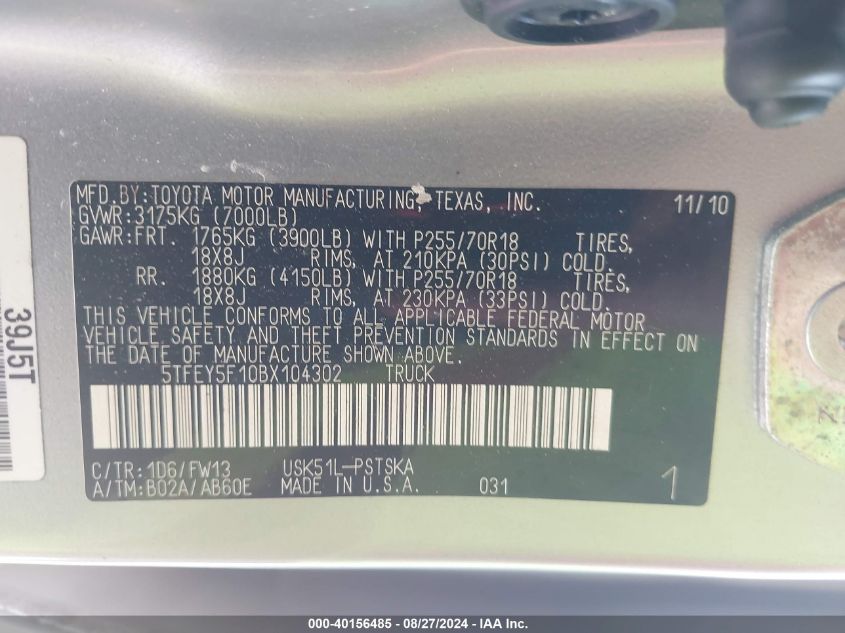 MFD. BY: TOYOTA MOTOR MANUFACTURING, TEXAS, INC. 11/10
GVWR: 3175KG (7000LB)
GAWR: FRT. 1765KG (3900LB) WITH P255/70R18 TIRES,
18X8J RIMS, AT 210KPA (30PSI) COLD.
RR. 1880KG (4150LB) WITH P255/70R18 TIRES,
18X8J RIMS, AT 230KPA (33PSI) COLD.
THIS VEHICLE CONFORMS TO ALL APPLICABLE FEDERAL MOTOR
VEHICLE SAFETY AND THEFT PREVENTION STANDARDS IN EFFECT ON
THE DATE OF MANUFACTURE SHOWN ABOVE.
5TFEY5F10BX104302 TRUCK
C/TR: 1D6/FW13 USK51L-PSTSKA
A/TM: B02A/AB60E MADE IN U.S.A. 031 1
39J5T
000-40156485 - 08/27/2024 - IAA Inc.